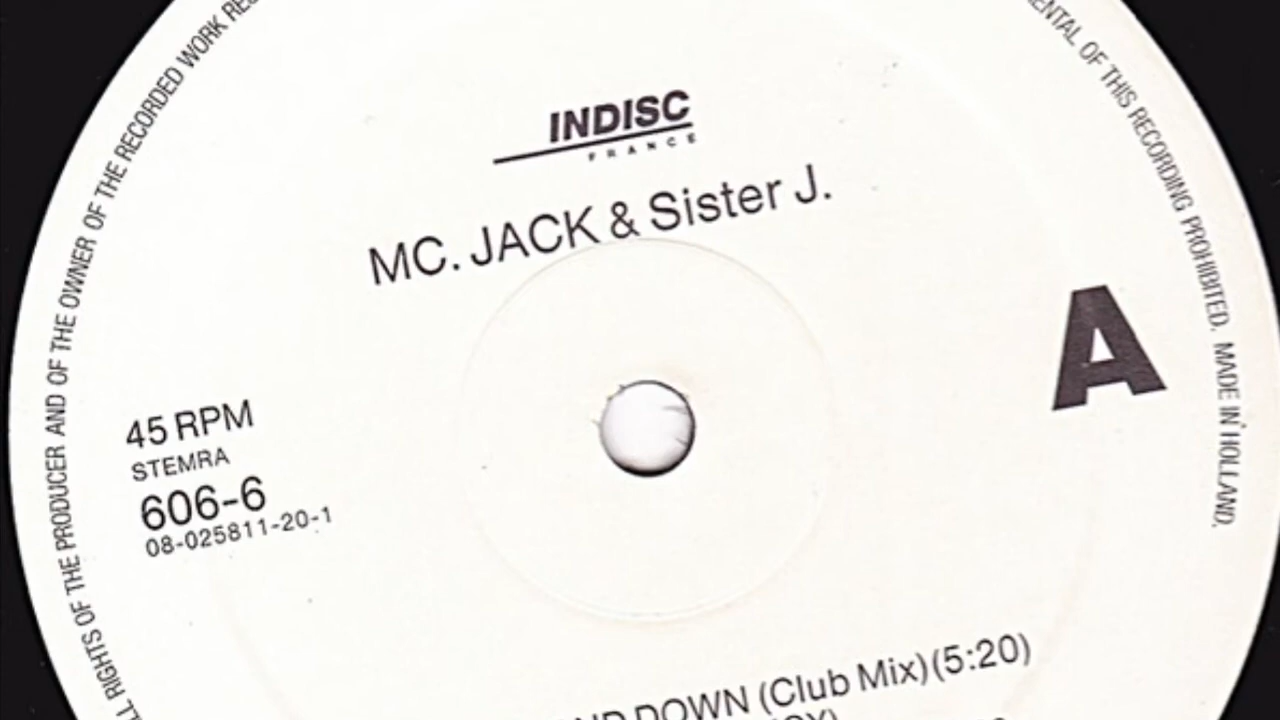 INDISC
FRANCE
MC. JACK & Sister J.
A
45 RPM
STEMRA
606-6
08-025811-20-1
DOWN (Club Mix)(5:20)
ALL RIGHTS OF THE PRODUCER AND OF THE OWNER OF THE RECORDED WORK
OF THIS RECORDING PROHIBITED. MADE IN HOLLAND.